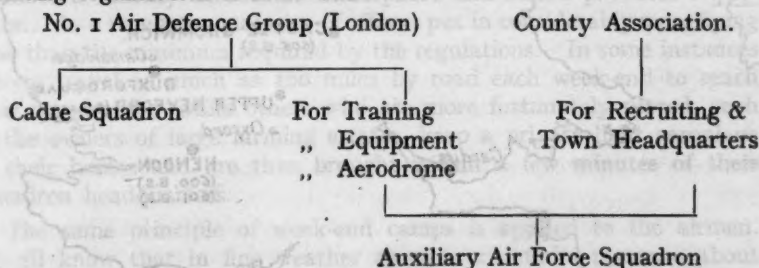 No. 1 Air Defence Group (London) County Association.
Cadre Squadron For Training For Recruiting &
„ Equipment Town Headquarters
„ Aerodrome
Auxiliary Air Force Squadron